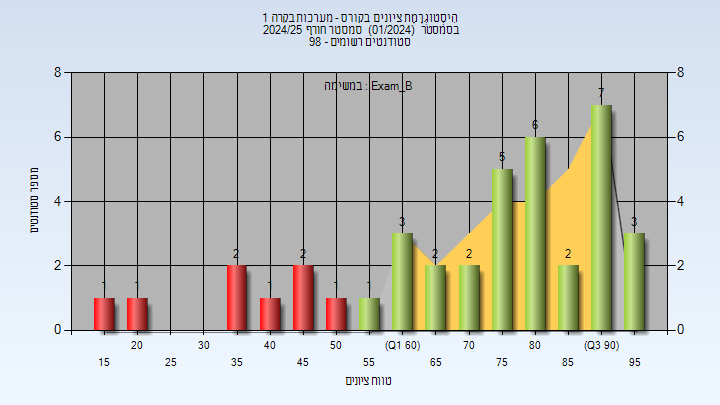 היסטוגרמת ציונים בקורס - מערכות בקרה 1
בסמסטר (01/2024) סמסטר חורף 2024/25
98 - סטודנטים רשומים
במשימה : Exam_B
מספר סטודנטים
8 8
6 6
4 4
2 2
0 0
1 1 2 1 2 1 1 3 2 2 5 6 2 7 3
20 30 40 50 (Q1 60) 70 80 (Q3 90)
15 25 35 45 55 65 75 85 95
טווח ציונים